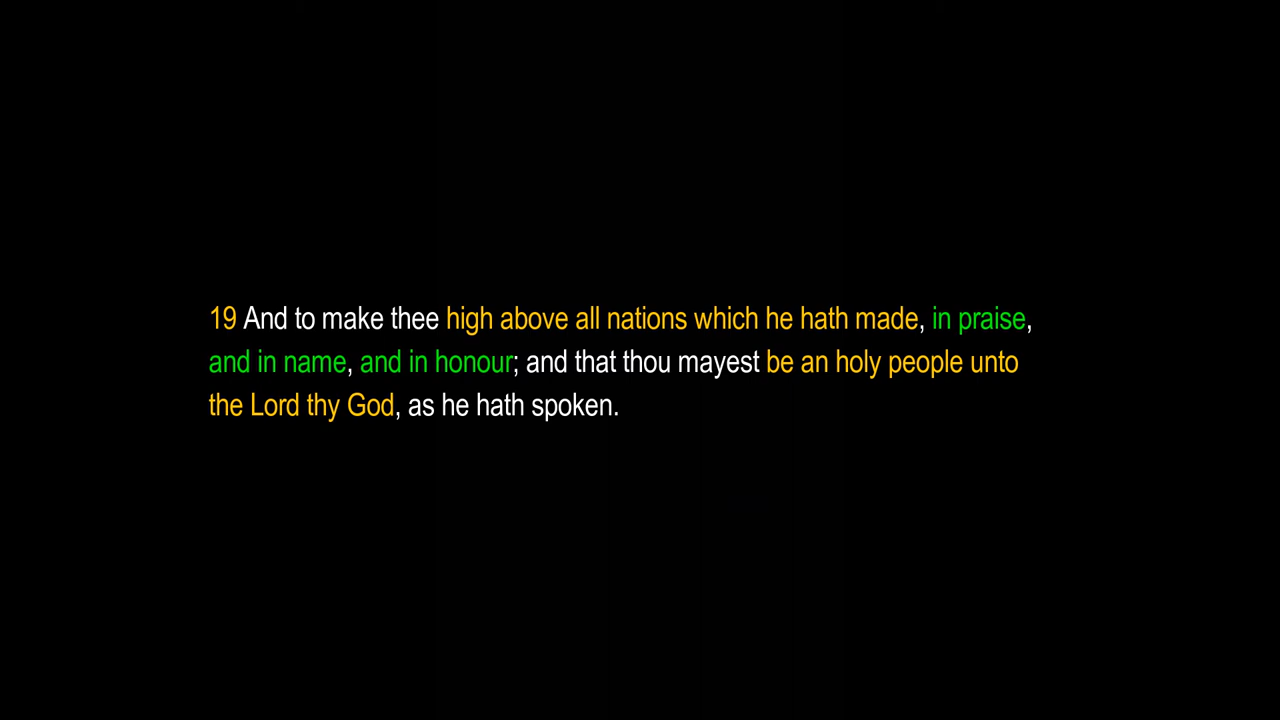 19 And to make thee high above all nations which he hath made, in praise,
and in name, and in honour; and that thou mayest be an holy people unto
the Lord thy God, as he hath spoken.